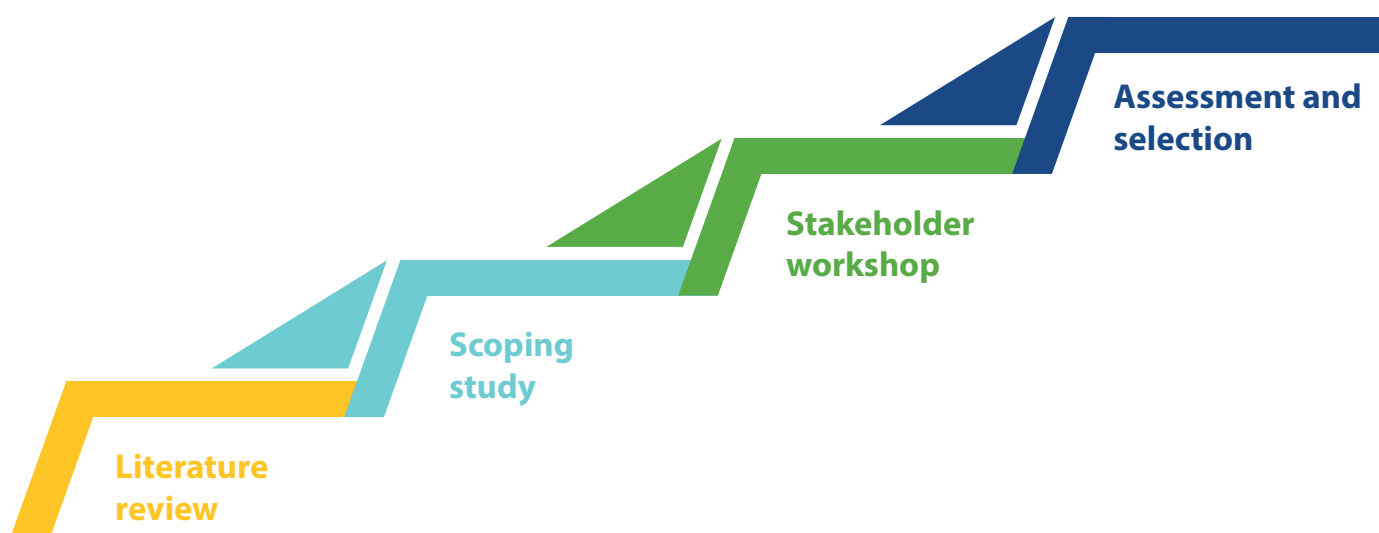 Literature
review
Scoping
study
Stakeholder
workshop
Assessment and
selection